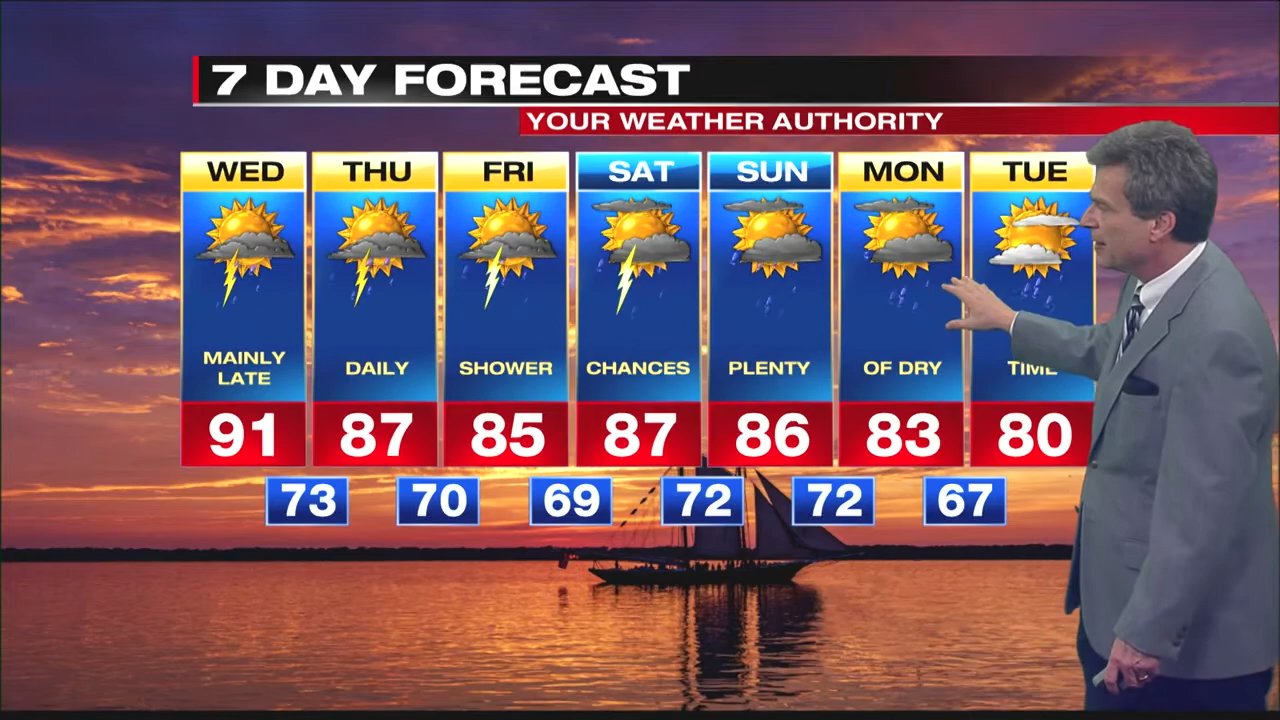 7 DAY FORECAST
YOUR WEATHER AUTHORITY
WED THU FRI SAT SUN MON TUE
MAINLY LATE DAILY SHOWER CHANCES PLENTY OF DRY TIME
91 87 85 87 86 83 80
73 70 69 72 72 67